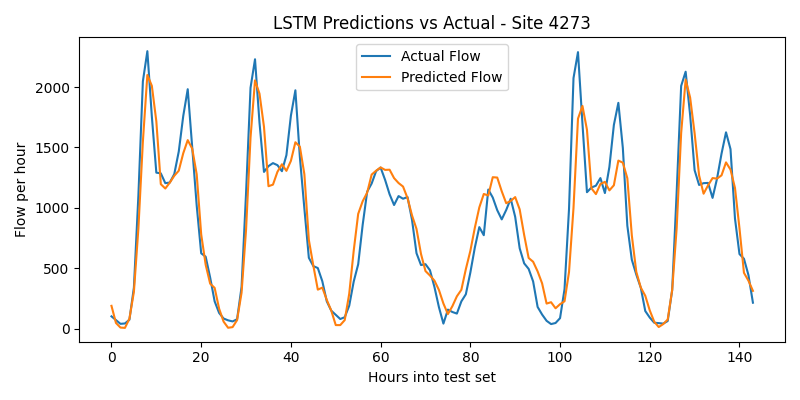 LSTM Predictions vs Actual - Site 4273
Actual Flow
Predicted Flow
Flow per hour
2000
1500
1000
500
0
0 20 40 60 80 100 120 140
Hours into test set